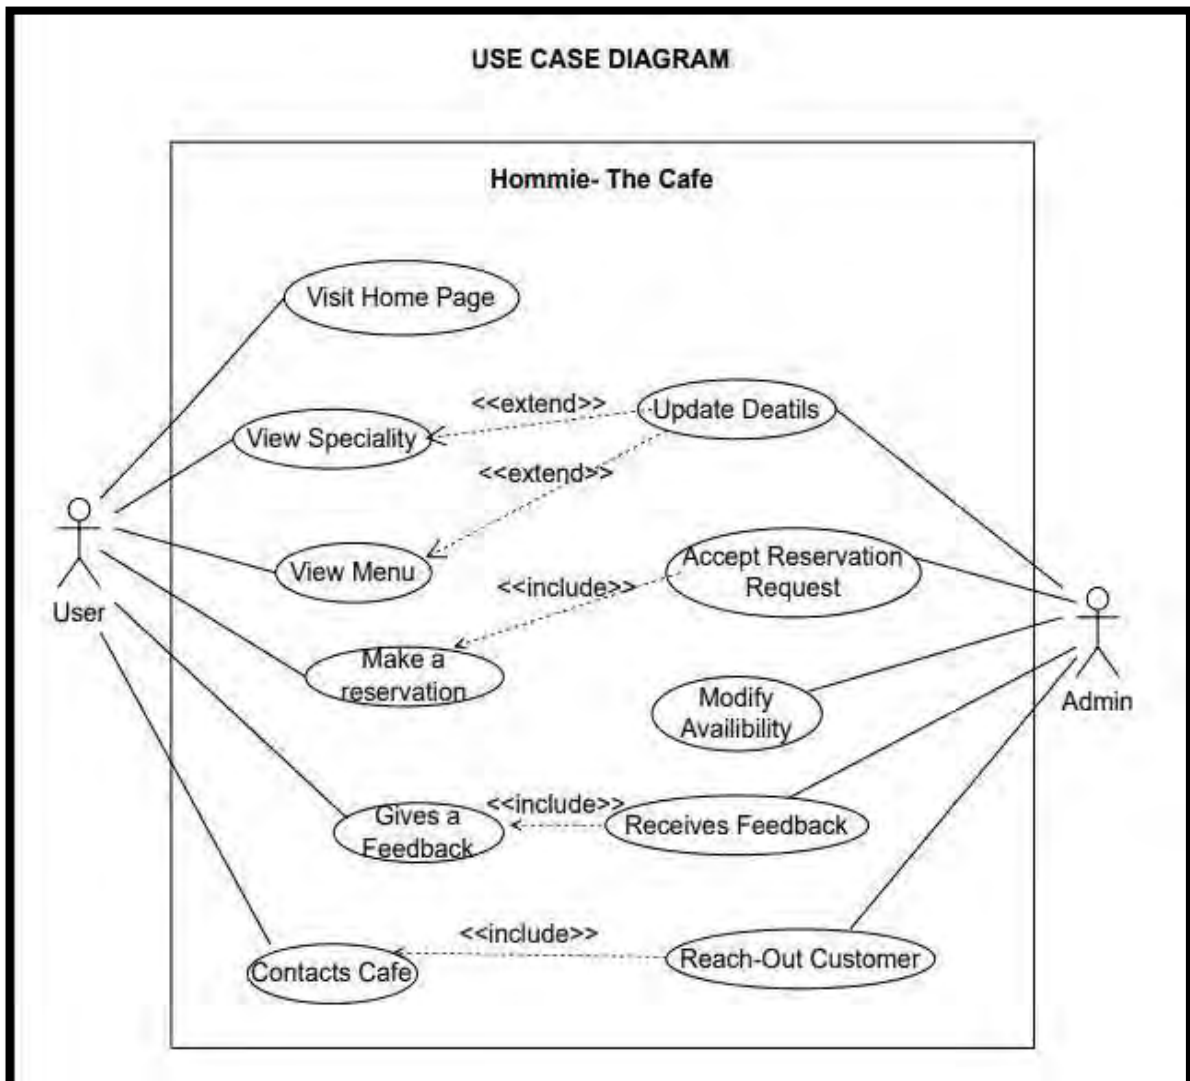 USE CASE DIAGRAM
Hommie- The Cafe
Visit Home Page
<<extend>>
Update Deatils
View Speciality
<<extend>>
Accept Reservation
Request
View Menu
<<include>>
User
Make a
reservation
Modify
Availibility
Admin
<<include>>
Gives a
Feedback
Receives Feedback
<<include>>
Contacts Cafe
Reach-Out Customer